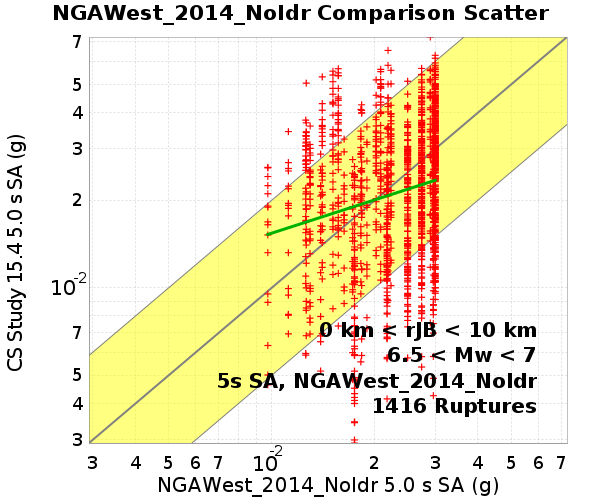 NGAWest_2014_NoIdr Comparison Scatter
7
5
4
3
2
10-2
7
5
4
3
CS Study 15.4 5.0 s SA (g)
0 km < rJB < 10 km
6.5 < Mw < 7
5s SA, NGAWest_2014_NoIdr
1416 Ruptures
3 4 5 6 7 10-2 2 3 4 5 6 7
NGAWest_2014_NoIdr 5.0 s SA (g)